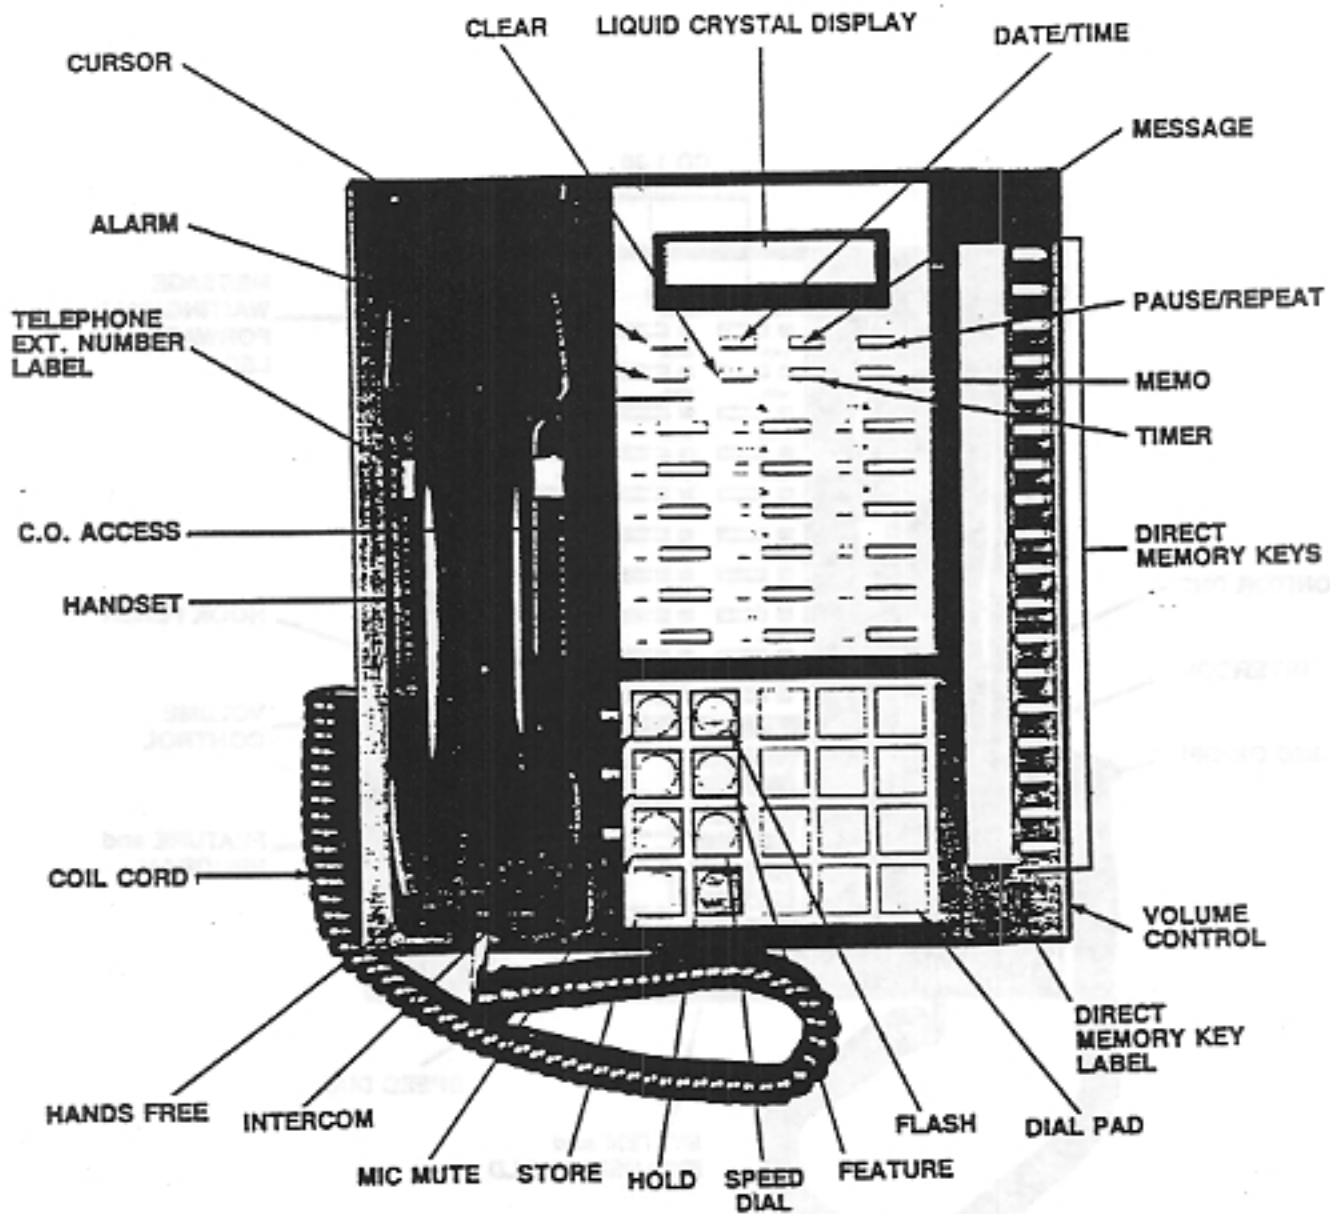 CLEAR
LIQUID CRYSTAL DISPLAY
DATE/TIME
CURSOR
MESSAGE
ALARM
PAUSE/REPEAT
TELEPHONE
EXT. NUMBER
LABEL
MEMO
TIMER
C.O. ACCESS
DIRECT
MEMORY KEYS
HANDSET
COIL CORD
VOLUME
CONTROL
DIRECT
MEMORY KEY
LABEL
HANDS FREE
INTERCOM
FLASH
DIAL PAD
MIC MUTE
STORE
HOLD
SPEED
DIAL
FEATURE